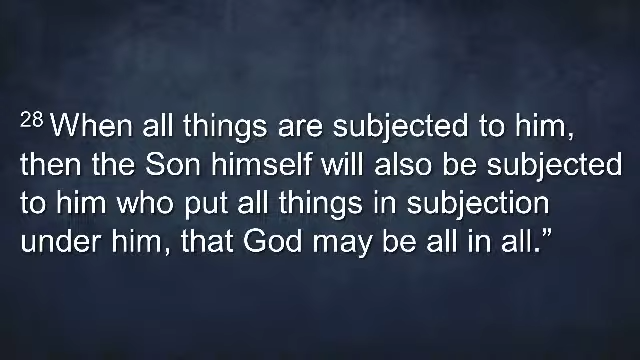 28 When all things are subjected to him,
then the Son himself will also be subjected
to him who put all things in subjection
under him, that God may be all in all.”